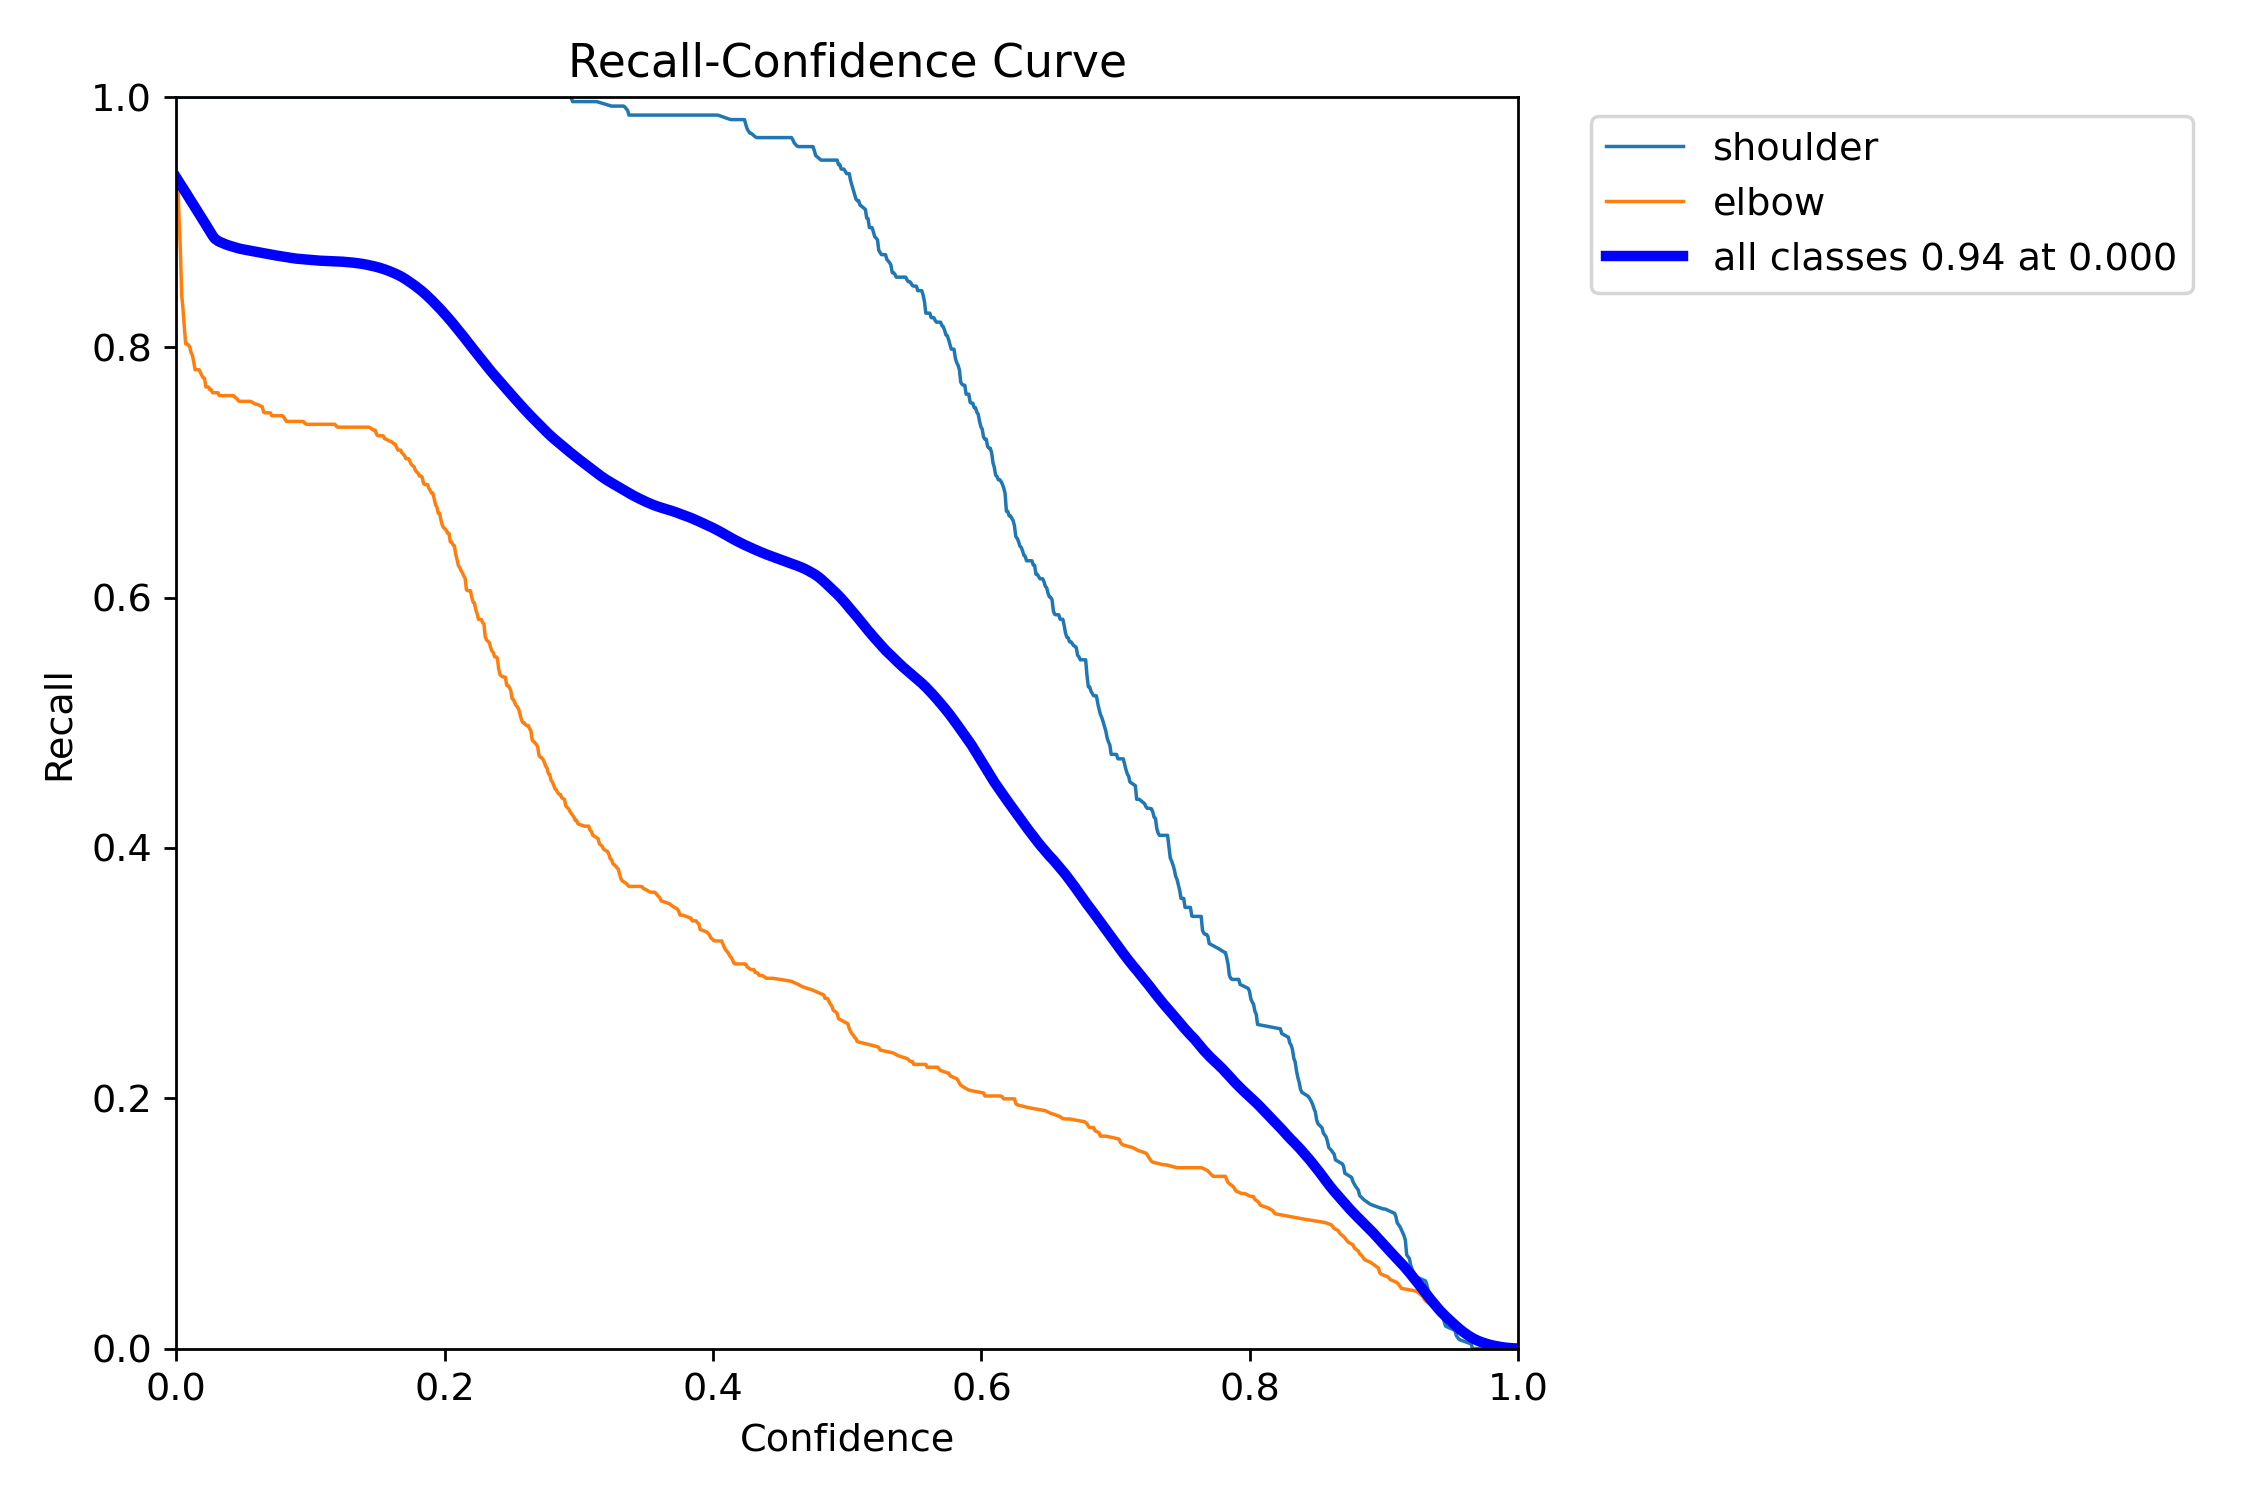 Recall-Confidence Curve
1.0
0.8
0.6
0.4
0.2
0.0
Recall
0.0 0.2 0.4 0.6 0.8 1.0
Confidence
shoulder
elbow
all classes 0.94 at 0.000